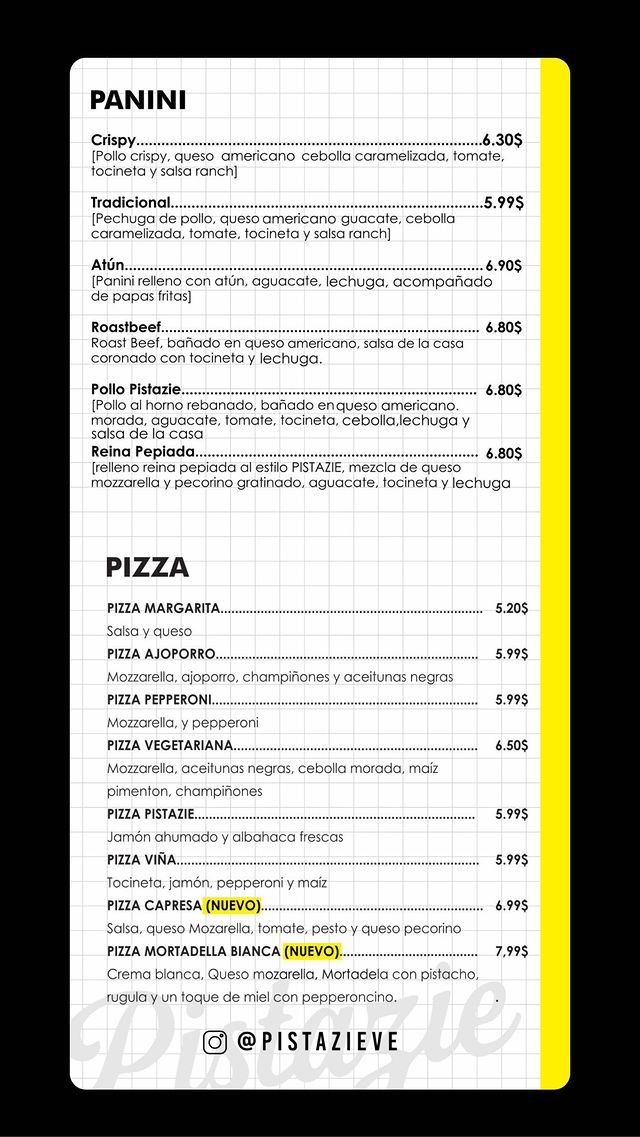 PANINI
Crispy..........................................................................6.30$
[Pollo crispy, queso americano cebolla caramelizada, tomate,
tocineta y salsa ranch]
Tradicional..................................................................5.99$
[Pechuga de pollo, queso americano guacate, cebolla
caramelizada, tomate, tocineta y salsa ranch]
Atún............................................................................6.90$
[Panini relleno con atún, aguacate, lechuga, acompañado
de papas fritas]
Roastbeef.................................................................... 6.80$
Roast Beef, bañado en queso americano, salsa de la casa
coronado con tocineta y lechuga.
Pollo Pistazie............................................................... 6.80$
[Pollo al horno rebanado, bañado en queso americano.
morada, aguacate, tomate, tocineta, cebolla,lechuga y
salsa de la casa
Reina Pepiada............................................................ 6.80$
[relleno reina pepiada al estilo PISTAZIE, mezcla de queso
mozzarella y pecorino gratinado, aguacate, tocineta y lechuga
PIZZA
PIZZA MARGARITA.................................................................. 5.20$
Salsa y queso
PIZZA AJOPORRO.................................................................. 5.99$
Mozzarella, ajoporro, champiñones y aceitunas negras
PIZZA PEPPERONI.................................................................. 5.99$
Mozzarella, y pepperoni
PIZZA VEGETARIANA.............................................................. 6.50$
Mozzarella, aceitunas negras, cebolla morada, maíz
pimenton, champiñones
PIZZA PISTAZIE...................................................................... 5.99$
Jamón ahumado y albahaca frescas
PIZZA VIÑA........................................................................... 5.99$
Tocineta, jamón, pepperoni y maíz
PIZZA CAPRESA (NUEVO)....................................................... 6.99$
Salsa, queso Mozarella, tomate, pesto y queso pecorino
PIZZA MORTADELLA BIANCA (NUEVO).................................. 7,99$
Crema blanca, Queso mozarella, Mortadela con pistacho,
rugula y un toque de miel con pepperoncino. .
Pistazie
@PISTAZIEVE